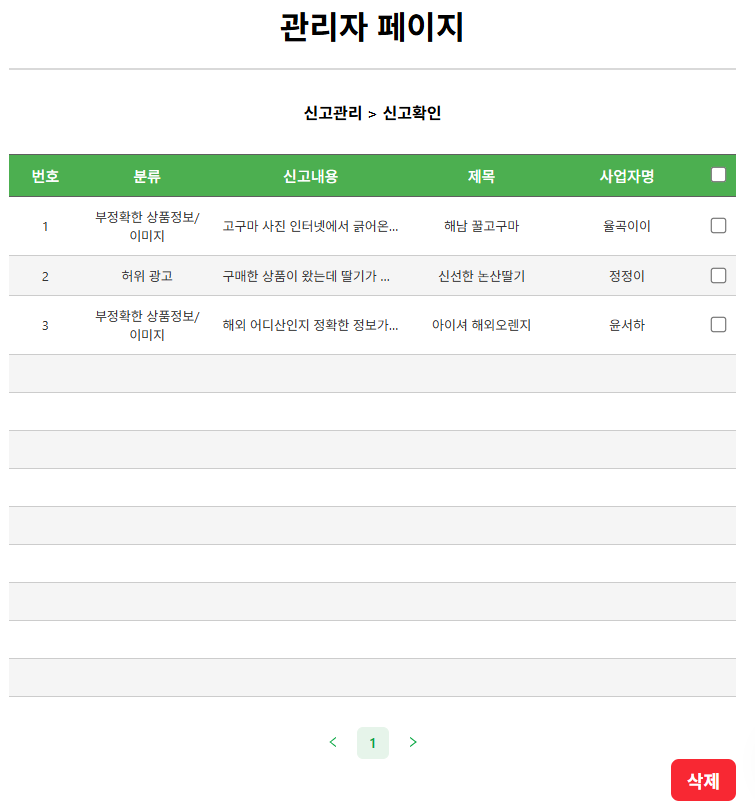 관리자 페이지
신고관리 > 신고확인
번호 분류 신고내용 제목 사업자명
1 부정확한 상품정보/ 고구마 사진 인터넷에서 긁어온... 해남 꿀고구마 율곡이이
이미지
2 허위 광고 구매한 상품이 왔는데 딸기가 ... 신선한 논산딸기 정정이
3 부정확한 상품정보/ 해외 어디산인지 정확한 정보가... 아이셔 해외오렌지 윤서하
이미지
< 1 >
삭제